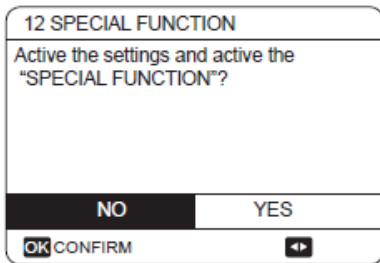 12 SPECIAL FUNCTION
Active the settings and active the
“SPECIAL FUNCTION”?
NO YES
OK CONFIRM